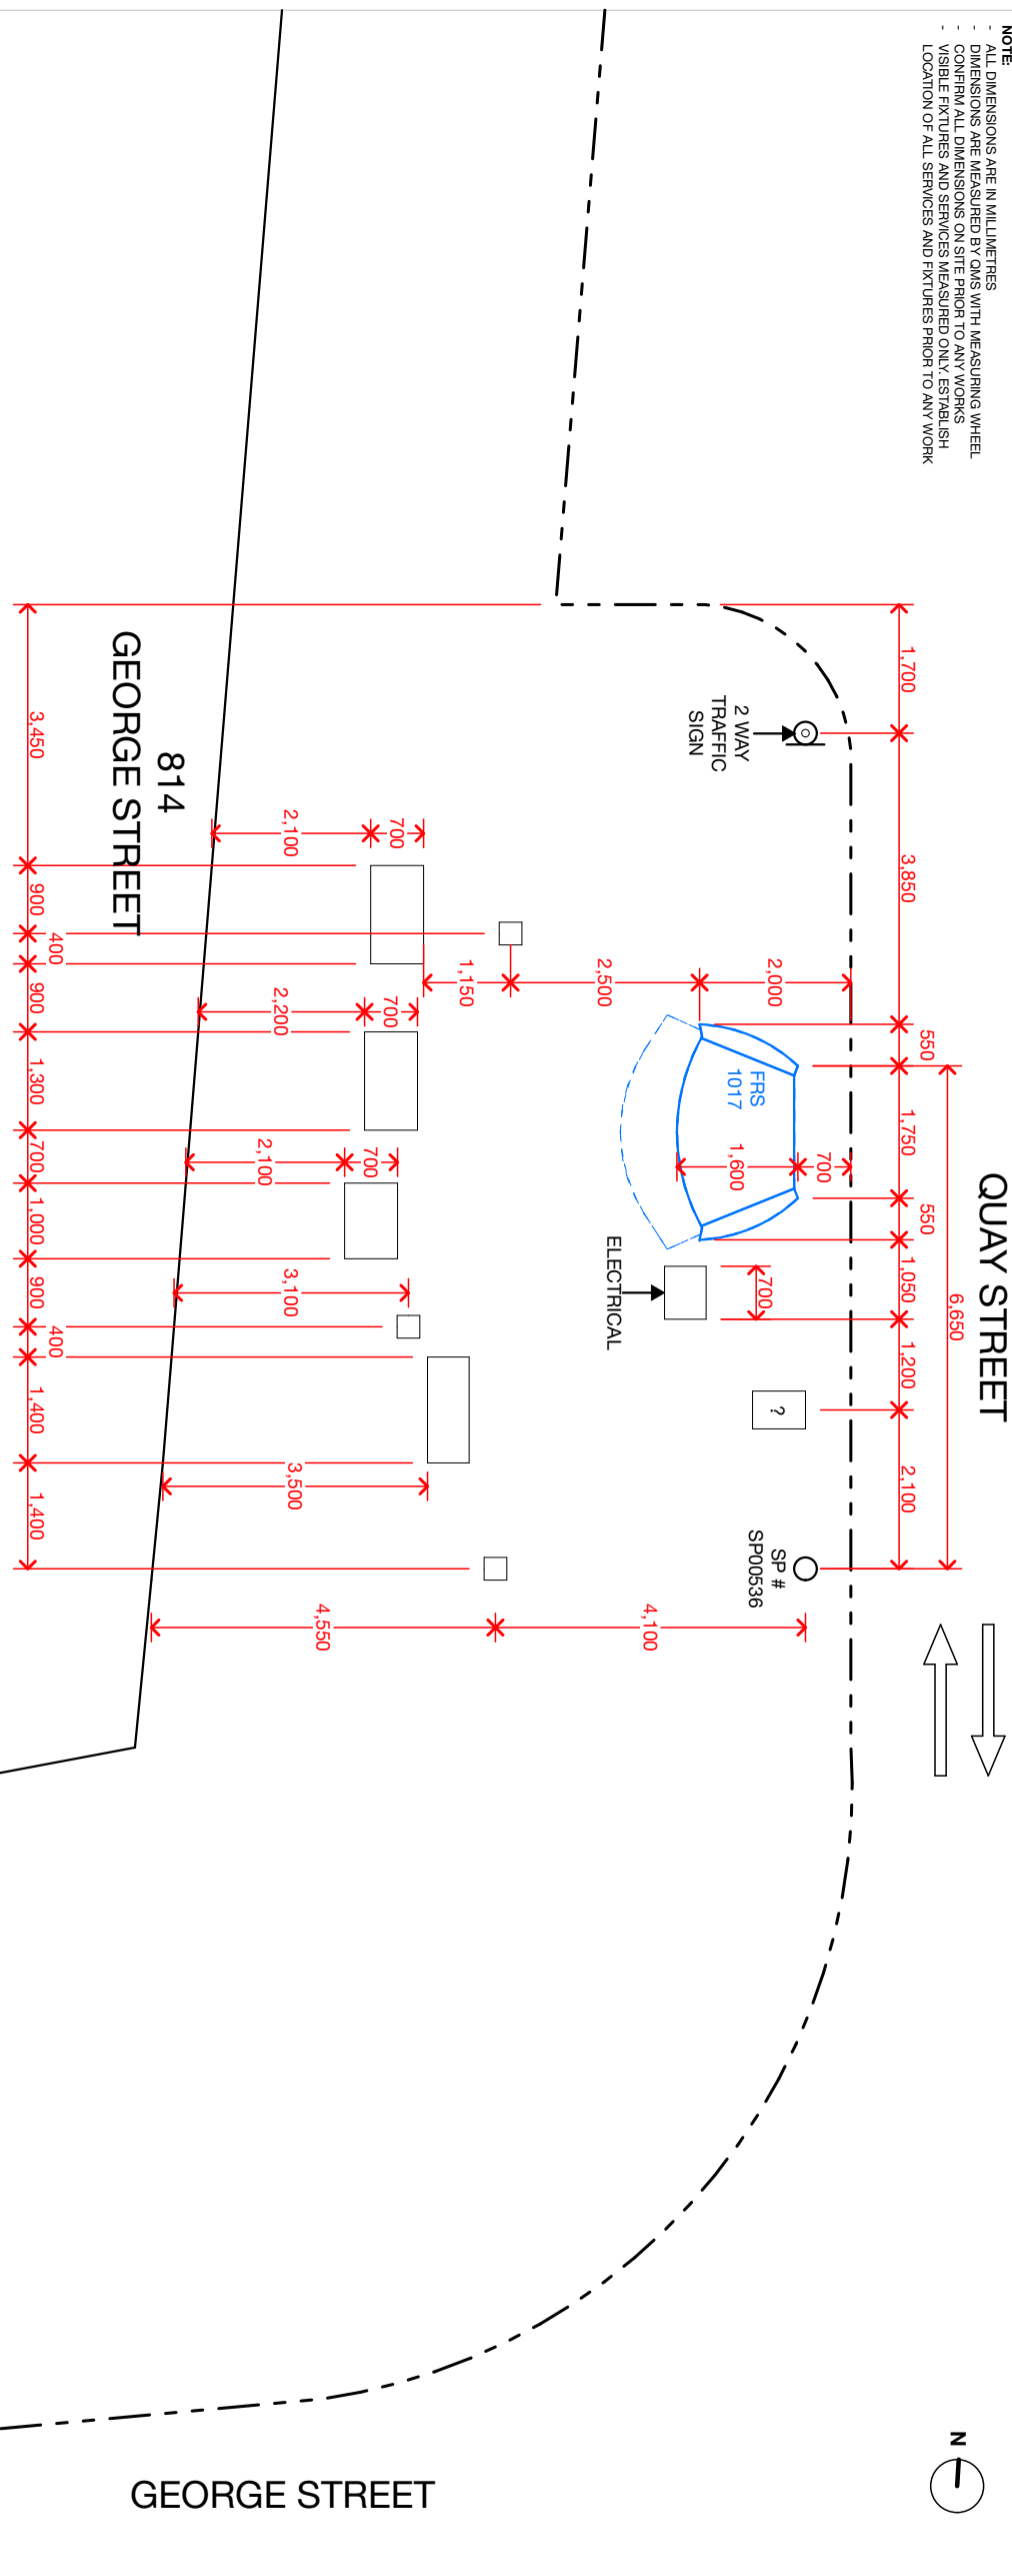 NOTE:
- ALL DIMENSIONS ARE IN MILLIMETRES
- DIMENSIONS ARE MEASURED BY QMS WITH MEASURING WHEEL
- CONFIRM ALL DIMENSIONS ON SITE PRIOR TO ANY WORKS
- VISIBLE FIXTURES AND SERVICES MEASURED ONLY. ESTABLISH
LOCATION OF ALL SERVICES AND FIXTURES PRIOR TO ANY WORK
QUAY STREET
6,650
1,700
3,850
550
1,750
550
1,050
1,200
2,100
2 WAY
TRAFFIC
SIGN
2,000
2,500
1,150
FRS
1017
700
1,600
700
ELECTRICAL
?
SP #
SP00536
4,100
4,550
700
2,100
700
2,200
700
2,100
3,100
3,500
814
GEORGE STREET
3,450
900
400
900
1,300
700
1,000
900
400
1,400
1,400
N
GEORGE STREET